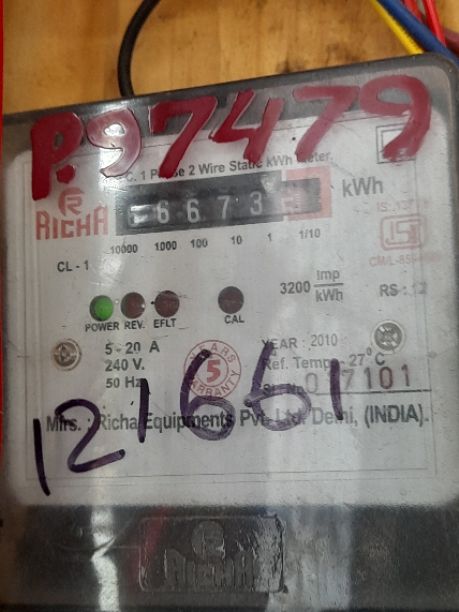 P.97479
C. 1 Phase 2 Wire Static kWh Meter
R
RICHA
6673
kWh
10000 1000 100 10 1 1/10
CL - 1
3200 Imp/kWh
POWER REV. EFLT CAL
5 - 20 A
240 V.
50 Hz
5
YEAR : 2010
Ref. Temp. 27°C
7101
121661
Mfrs. : Richa Equipments Pvt. Ltd. Delhi, (INDIA).
R
RICHA